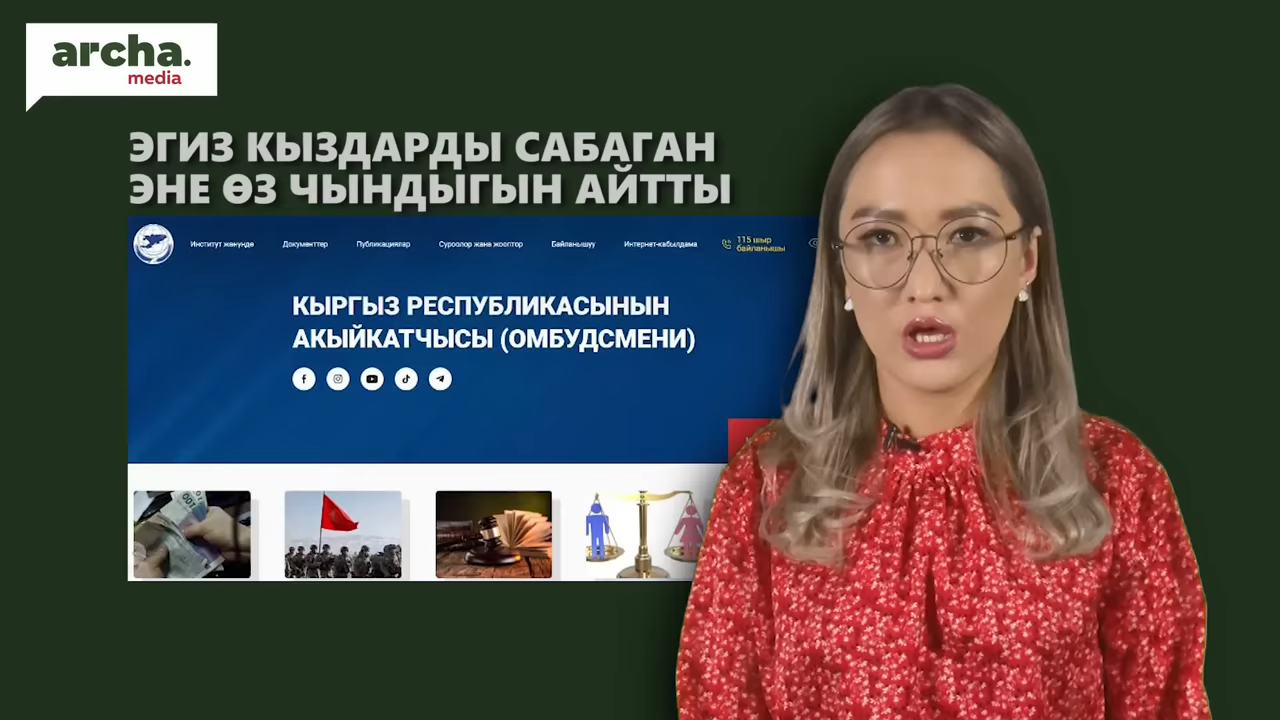 archa.
media
ЭГИЗ КЫЗДАРДЫ САБАГАН
ЭНЕ ӨЗ ЧЫНДЫГЫН АЙТТЫ
Институт жөнүндө Документтер Публикациялар Суроолор жана жооптор Байланышуу Интернет-кабылдама 115 шыр
байланышы
КЫРГЫЗ РЕСПУБЛИКАСЫНЫН
АКЫЙКАТЧЫСЫ (ОМБУДСМЕНИ)